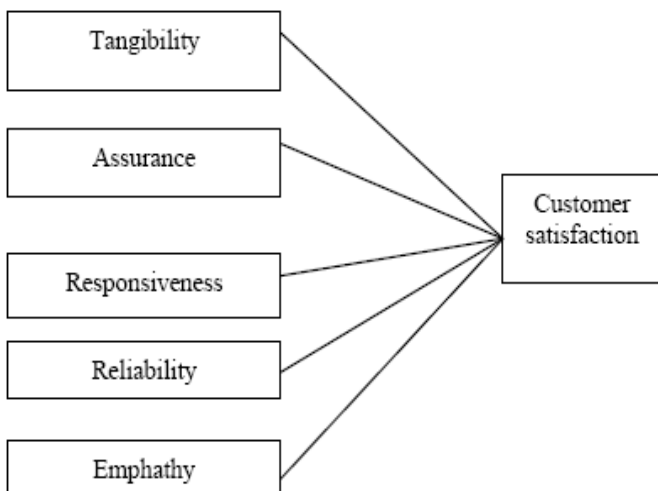 Tangibility
Assurance
Responsiveness
Reliability
Emphathy
Customer
satisfaction